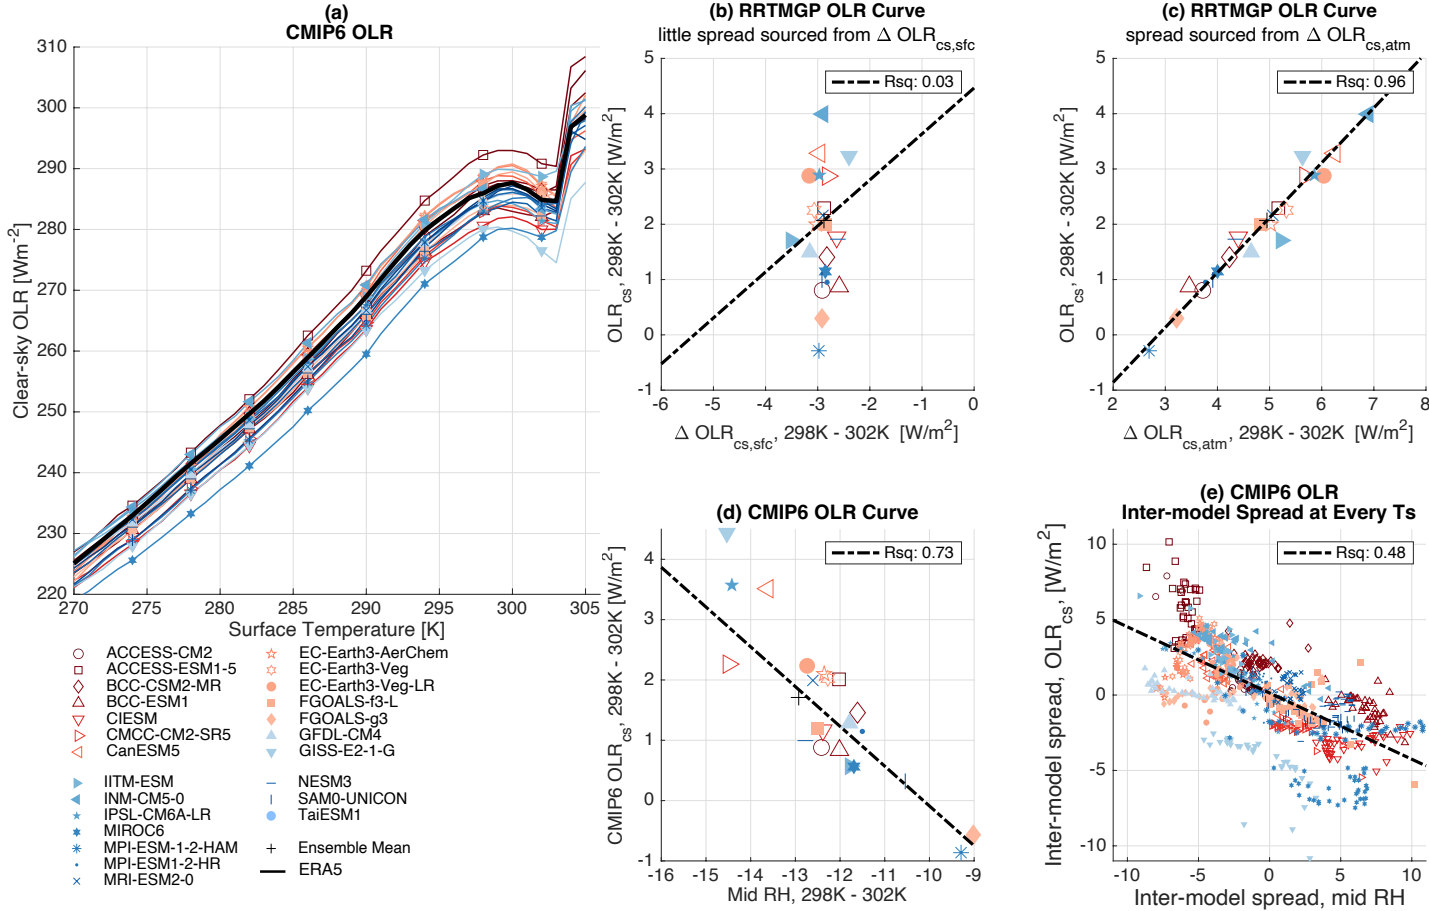 (a)
CMIP6 OLR
Clear-sky OLR [Wm-2]
310
300
290
280
270
260
250
240
230
220
270
275
280
285
290
295
300
305
Surface Temperature [K]
(b) RRTMGP OLR Curve
little spread sourced from Δ OLRcs,sfc
Rsq: 0.03
OLRcs, 298K - 302K [W/m2]
5
4
3
2
1
0
-1
-6
-5
-4
-3
-2
-1
0
Δ OLRcs,sfc, 298K - 302K [W/m2]
(c) RRTMGP OLR Curve
spread sourced from Δ OLRcs,atm
Rsq: 0.96
OLRcs, 298K - 302K [W/m2]
5
4
3
2
1
0
-1
2
3
4
5
6
7
8
Δ OLRcs,atm, 298K - 302K [W/m2]
(d) CMIP6 OLR Curve
Rsq: 0.73
CMIP6 OLRcs, 298K - 302K [W/m2]
4
3
2
1
0
-1
-16
-15
-14
-13
-12
-11
-10
-9
Mid RH, 298K - 302K
(e) CMIP6 OLR
Inter-model Spread at Every Ts
Rsq: 0.48
Inter-model spread, OLRcs, [W/m2]
10
5
0
-5
-10
-10
-5
0
5
10
Inter-model spread, mid RH
ACCESS-CM2
ACCESS-ESM1-5
BCC-CSM2-MR
BCC-ESM1
CIESM
CMCC-CM2-SR5
CanESM5
EC-Earth3-AerChem
EC-Earth3-Veg
EC-Earth3-Veg-LR
FGOALS-f3-L
FGOALS-g3
GFDL-CM4
GISS-E2-1-G
IITM-ESM
INM-CM5-0
IPSL-CM6A-LR
MIROC6
MPI-ESM-1-2-HAM
MPI-ESM1-2-HR
MRI-ESM2-0
NESM3
SAM0-UNICON
TaiESM1
Ensemble Mean
ERA5